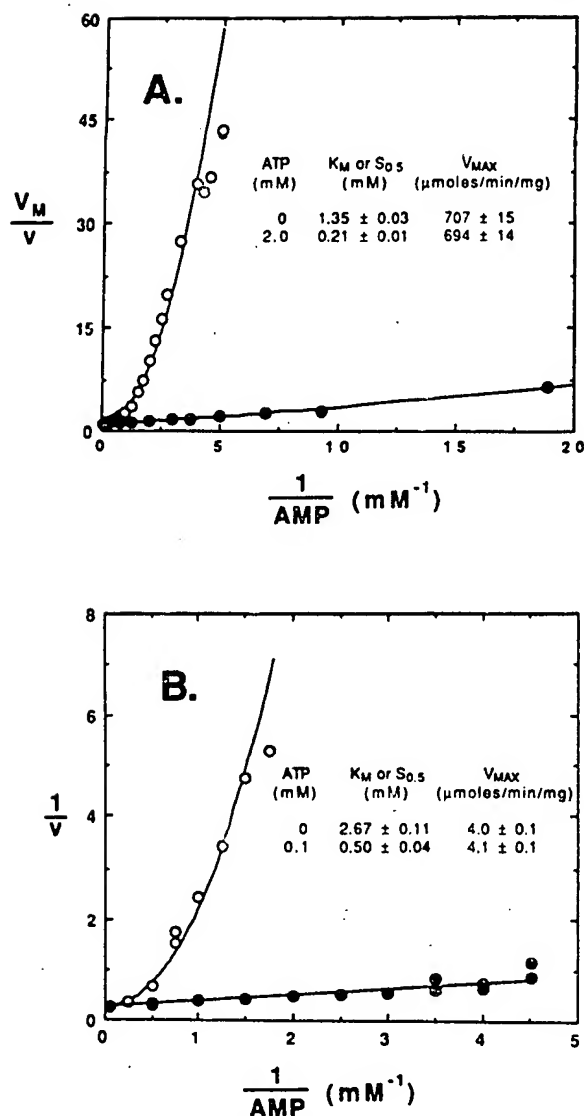 A.
60
45
30
15
0
V_M
v
ATP K_M or S_0.5 V_MAX
(mM) (mM) (µmoles/min/mg)
0 1.35 ± 0.03 707 ± 15
2.0 0.21 ± 0.01 694 ± 14
0 5.0 10 15 20
1
AMP (mM⁻¹)
B.
8
6
4
2
0
1
v
ATP K_M or S_0.5 V_MAX
(mM) (mM) (µmoles/min/mg)
0 2.67 ± 0.11 4.0 ± 0.1
0.1 0.50 ± 0.04 4.1 ± 0.1
0 1 2 3 4 5
1
AMP (mM⁻¹)